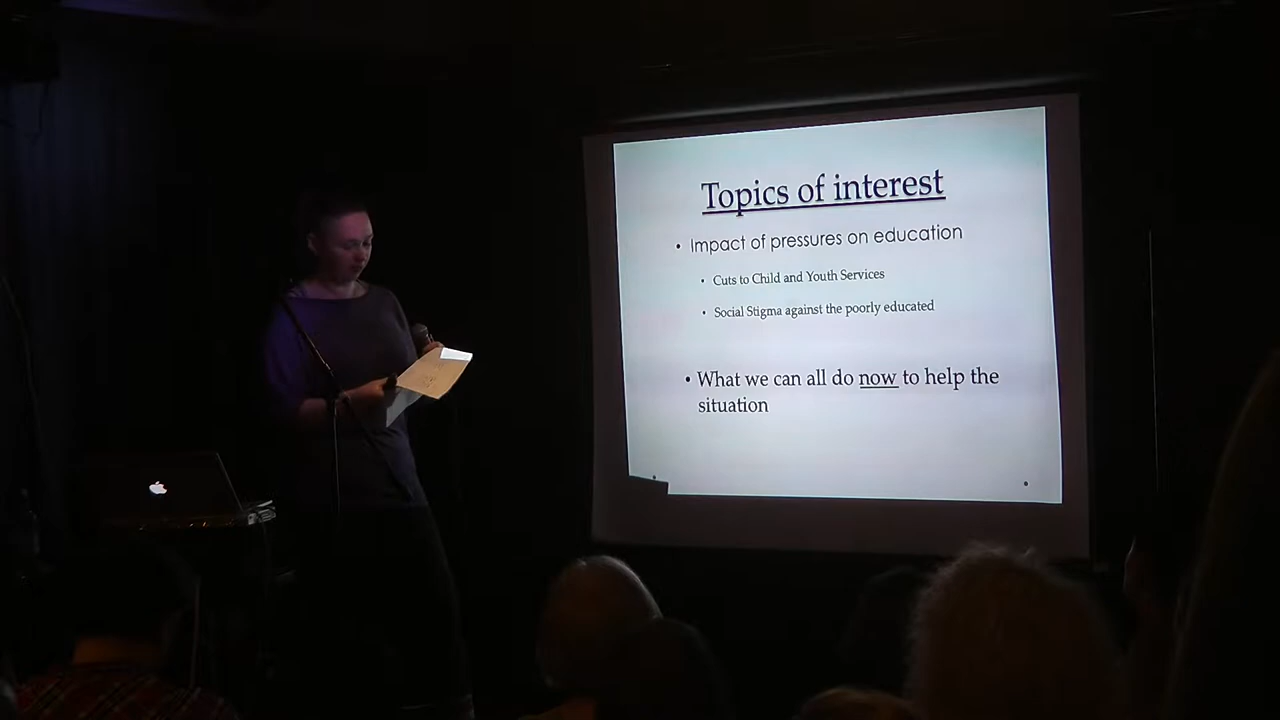 Topics of interest
• Impact of pressures on education
• Cuts to Child and Youth Services
• Social Stigma against the poorly educated
• What we can all do now to help the
situation